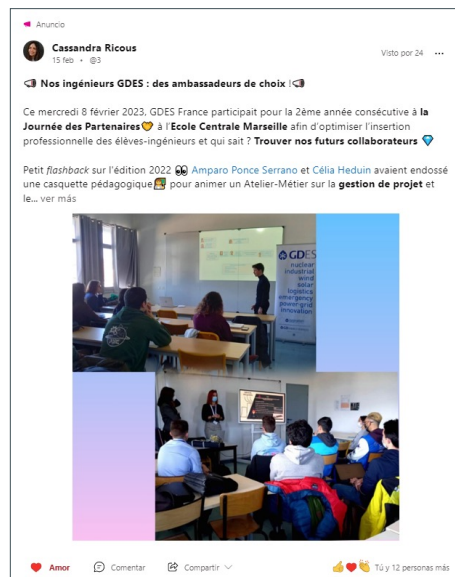 Anuncio
Cassandra Ricous
15 feb • @3
Visto por 24
Nos ingénieurs GDES : des ambassadeurs de choix !
Ce mercredi 8 février 2023, GDES France participait pour la 2ème année consécutive à la
Journée des Partenaires à l'Ecole Centrale Marseille afin d'optimiser l'insertion
professionnelle des élèves-ingénieurs et qui sait ? Trouver nos futurs collaborateurs
Petit flashback sur l'édition 2022 Amparo Ponce Serrano et Célia Heduin avaient endossé
une casquette pédagogique pour animer un Atelier-Métier sur la gestion de projet et
le... ver más
GDES
nuclear
industrial
wind
solar
logistics
emergency
power-grid
innovation
Amor
Comentar
Compartir
Tú y 12 personas más